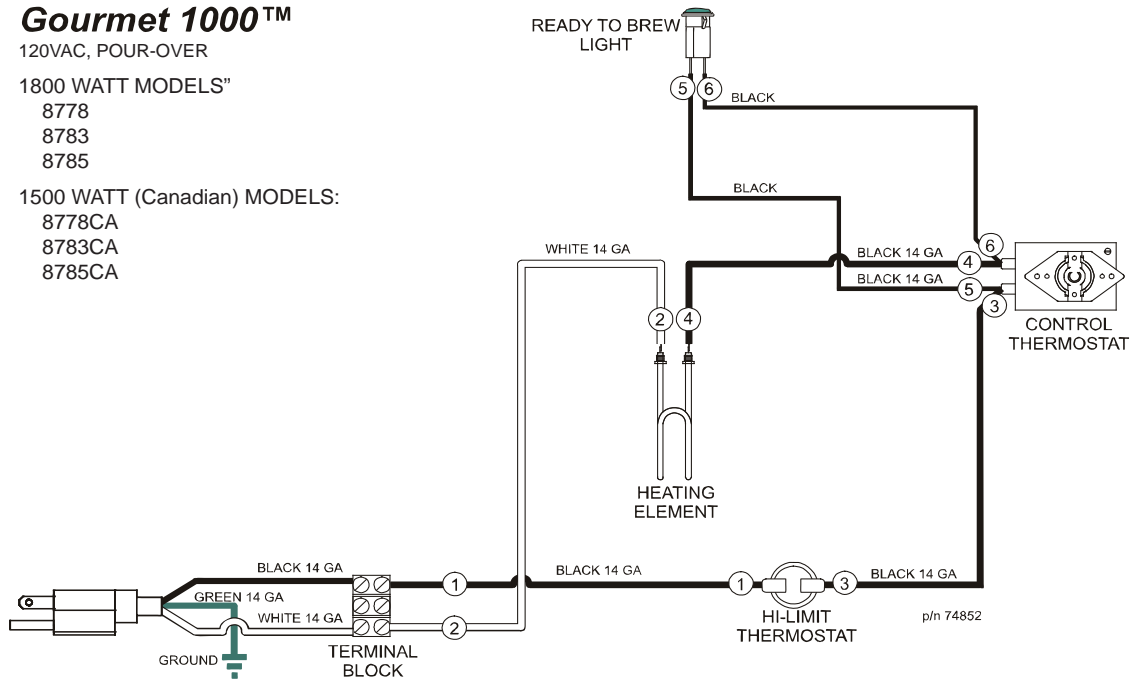 Gourmet 1000™
120VAC, POUR-OVER
1800 WATT MODELS”
8778
8783
8785
1500 WATT (Canadian) MODELS:
8778CA
8783CA
8785CA
READY TO BREW
LIGHT
5
6
BLACK
BLACK
WHITE 14 GA
BLACK 14 GA
4
6
BLACK 14 GA
5
3
CONTROL
THERMOSTAT
2
4
HEATING
ELEMENT
BLACK 14 GA
1
BLACK 14 GA
1
3
BLACK 14 GA
GREEN 14 GA
WHITE 14 GA
2
HI-LIMIT
THERMOSTAT
p/n 74852
GROUND
TERMINAL
BLOCK